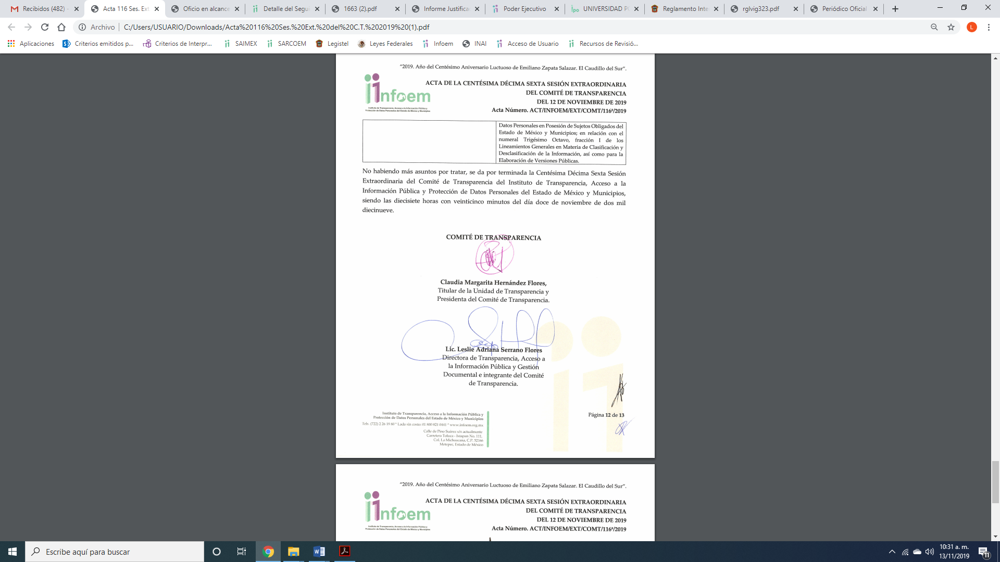 Recibidos (482) -
Acta 116 Ses. Ext
Oficio en alcance
Detalle del Segui
1663 (2).pdf
Informe Justifica
Poder Ejecutivo
UNIVERSIDAD PO
Reglamento Inte
rglvig323.pdf
Periódico Oficial
Archivo
C:/Users/USUARIO/Downloads/Acta%20116%20Ses.%20Ext.%20del%20C.T.%202019%20(1).pdf
L
Aplicaciones
Criterios emitidos p...
Criterios de Interpr...
SAIMEX
SARCOEM
Legistel
Leyes Federales
Infoem
INAI
Acceso de Usuario
Recursos de Revisió...
"2019. Año del Centésimo Aniversario Luctuoso de Emiliano Zapata Salazar. El Caudillo del Sur".
infoem
Instituto de Transparencia, Acceso a la Información Pública y
Protección de Datos Personales del Estado de México y Municipios
ACTA DE LA CENTÉSIMA DÉCIMA SEXTA SESIÓN EXTRAORDINARIA
DEL COMITÉ DE TRANSPARENCIA
DEL 12 DE NOVIEMBRE DE 2019
Acta Número. ACT/INFOEM/EXT/COMT/116ª/2019
Datos Personales en Posesión de Sujetos Obligados del
Estado de México y Municipios; en relación con el
numeral Trigésimo Octavo, fracción I de los
Lineamientos Generales en Materia de Clasificación y
Desclasificación de la Información, así como para la
Elaboración de Versiones Públicas.
No habiendo más asuntos por tratar, se da por terminada la Centésima Décima Sexta Sesión
Extraordinaria del Comité de Transparencia del Instituto de Transparencia, Acceso a la
Información Pública y Protección de Datos Personales del Estado de México y Municipios,
siendo las diecisiete horas con veinticinco minutos del día doce de noviembre de dos mil
diecinueve.
COMITÉ DE TRANSPARENCIA
Claudia Margarita Hernández Flores,
Titular de la Unidad de Transparencia y
Presidenta del Comité de Transparencia.
Lic. Leslie Adriana Serrano Flores
Directora de Transparencia, Acceso a
la Información Pública y Gestión
Documental e integrante del Comité
de Transparencia.
Instituto de Transparencia, Acceso a la Información Pública y
Protección de Datos Personales del Estado de México y Municipios
Tels. (722) 2 26 19 80 * Lada sin costo: 01 800 821 0441 * www.infoem.org.mx
Calle de Pino Suárez s/n actualmente
Carretera Toluca - Ixtapan No. 111,
Col. La Michoacana, C.P. 52166
Metepec, Estado de México
Página 12 de 13
"2019. Año del Centésimo Aniversario Luctuoso de Emiliano Zapata Salazar. El Caudillo del Sur".
infoem
Instituto de Transparencia, Acceso a la Información Pública y
Protección de Datos Personales del Estado de México y Municipios
ACTA DE LA CENTÉSIMA DÉCIMA SEXTA SESIÓN EXTRAORDINARIA
DEL COMITÉ DE TRANSPARENCIA
DEL 12 DE NOVIEMBRE DE 2019
Acta Número. ACT/INFOEM/EXT/COMT/116ª/2019
Escribe aquí para buscar
10:31 a. m.
13/11/2019
11